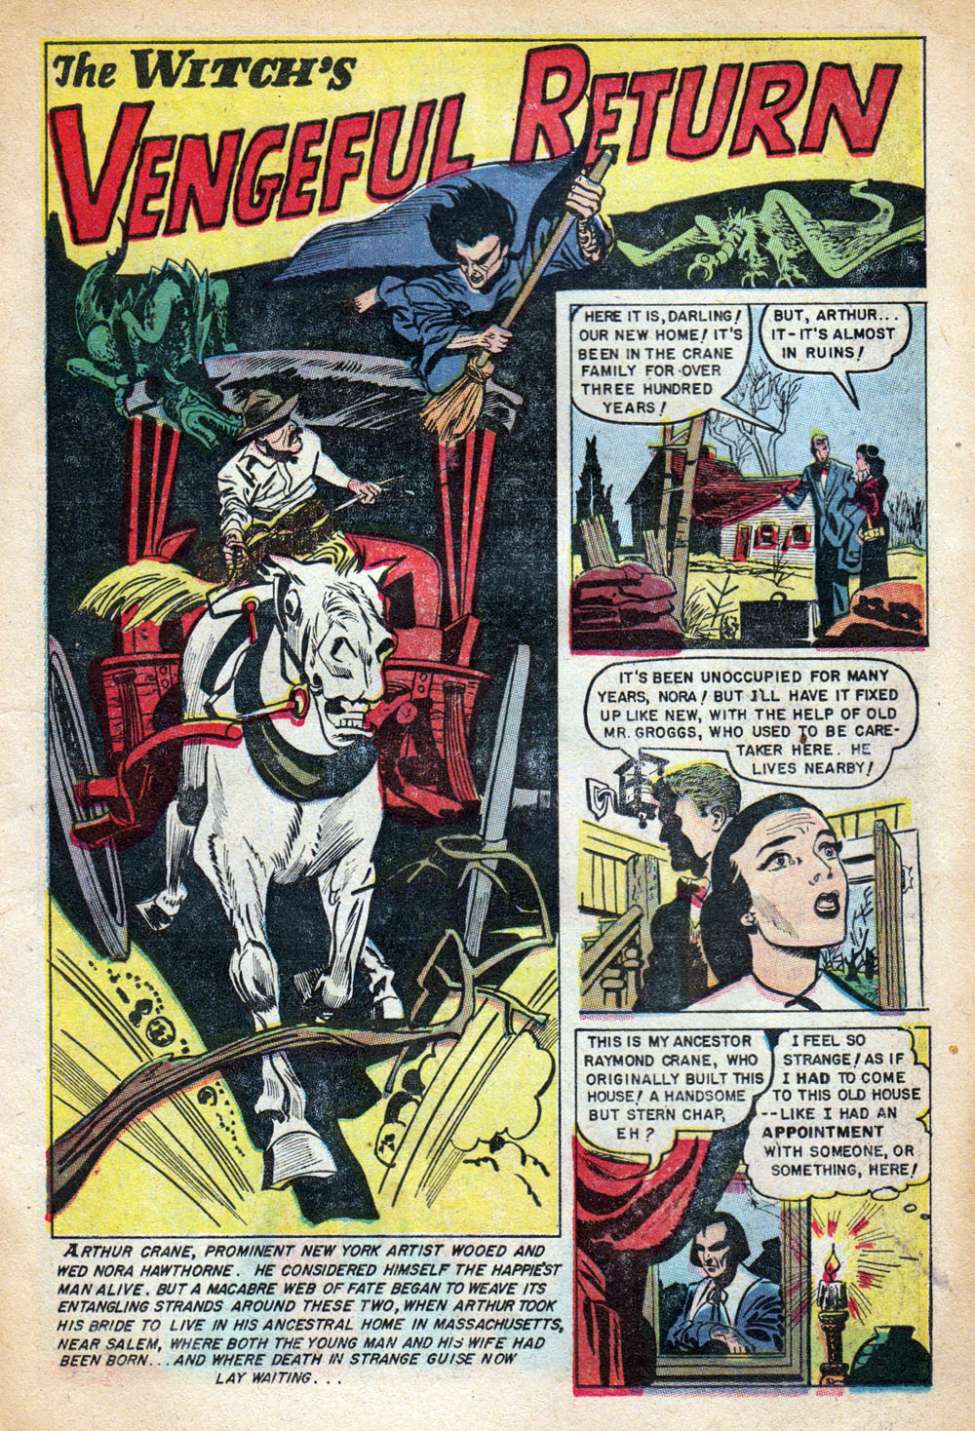 The WITCH'S
VENGEFUL RETURN
HERE IT IS, DARLING!
OUR NEW HOME! IT'S
BEEN IN THE CRANE
FAMILY FOR OVER
THREE HUNDRED
YEARS!
BUT, ARTHUR...
IT-IT'S ALMOST
IN RUINS!
IT'S BEEN UNOCCUPIED FOR MANY
YEARS, NORA! BUT I'LL HAVE IT FIXED
UP LIKE NEW, WITH THE HELP OF OLD
MR. GROGGS, WHO USED TO BE CARE-
TAKER HERE. HE
LIVES NEARBY!
THIS IS MY ANCESTOR
RAYMOND CRANE, WHO
ORIGINALLY BUILT THIS
HOUSE! A HANDSOME
BUT STERN CHAP,
EH?
I FEEL SO
STRANGE! AS IF
I HAD TO COME
TO THIS OLD HOUSE
--LIKE I HAD AN
APPOINTMENT
WITH SOMEONE, OR
SOMETHING, HERE!
ARTHUR CRANE, PROMINENT NEW YORK ARTIST WOOED AND
WED NORA HAWTHORNE. HE CONSIDERED HIMSELF THE HAPPIEST
MAN ALIVE. BUT A MACABRE WEB OF FATE BEGAN TO WEAVE ITS
ENTANGLING STRANDS AROUND THESE TWO, WHEN ARTHUR TOOK
HIS BRIDE TO LIVE IN HIS ANCESTRAL HOME IN MASSACHUSETTS,
NEAR SALEM, WHERE BOTH THE YOUNG MAN AND HIS WIFE HAD
BEEN BORN... AND WHERE DEATH IN STRANGE GUISE NOW
LAY WAITING...